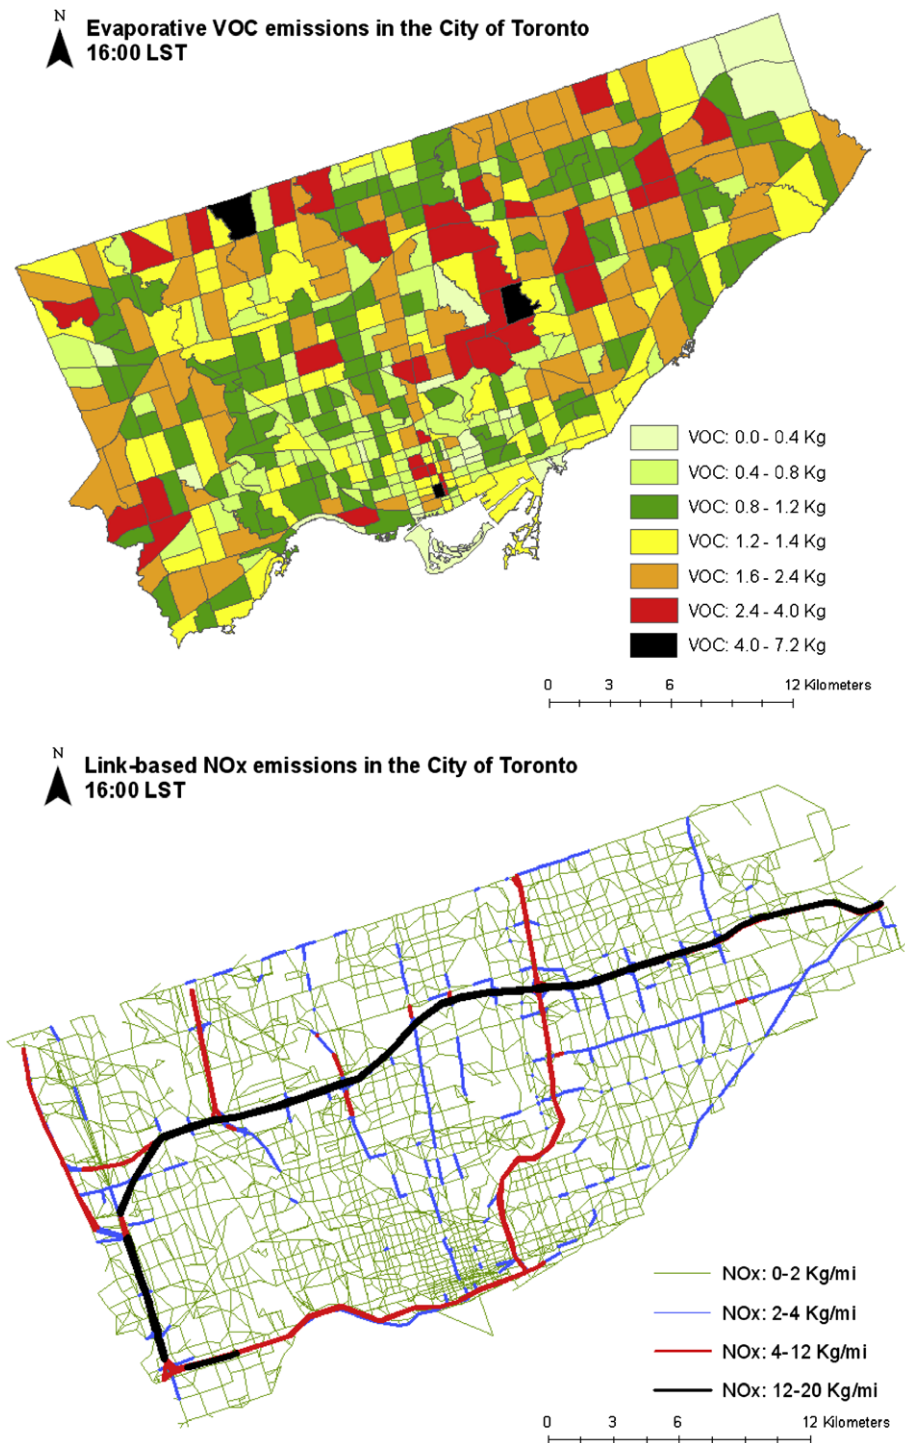 N
Evaporative VOC emissions in the City of Toronto
16:00 LST
VOC: 0.0 - 0.4 Kg
VOC: 0.4 - 0.8 Kg
VOC: 0.8 - 1.2 Kg
VOC: 1.2 - 1.4 Kg
VOC: 1.6 - 2.4 Kg
VOC: 2.4 - 4.0 Kg
VOC: 4.0 - 7.2 Kg
0 3 6 12 Kilometers
N
Link-based NOx emissions in the City of Toronto
16:00 LST
NOx: 0-2 Kg/mi
NOx: 2-4 Kg/mi
NOx: 4-12 Kg/mi
NOx: 12-20 Kg/mi
0 3 6 12 Kilometers